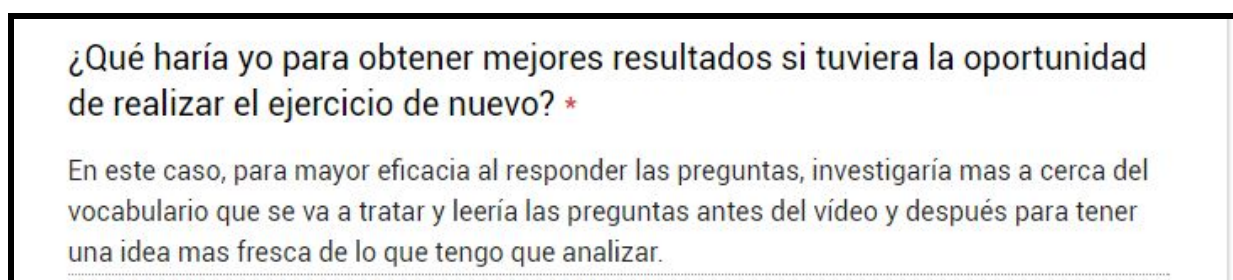 ¿Qué haría yo para obtener mejores resultados si tuviera la oportunidad
de realizar el ejercicio de nuevo? *
En este caso, para mayor eficacia al responder las preguntas, investigaría mas a cerca del
vocabulario que se va a tratar y leería las preguntas antes del vídeo y después para tener
una idea mas fresca de lo que tengo que analizar.